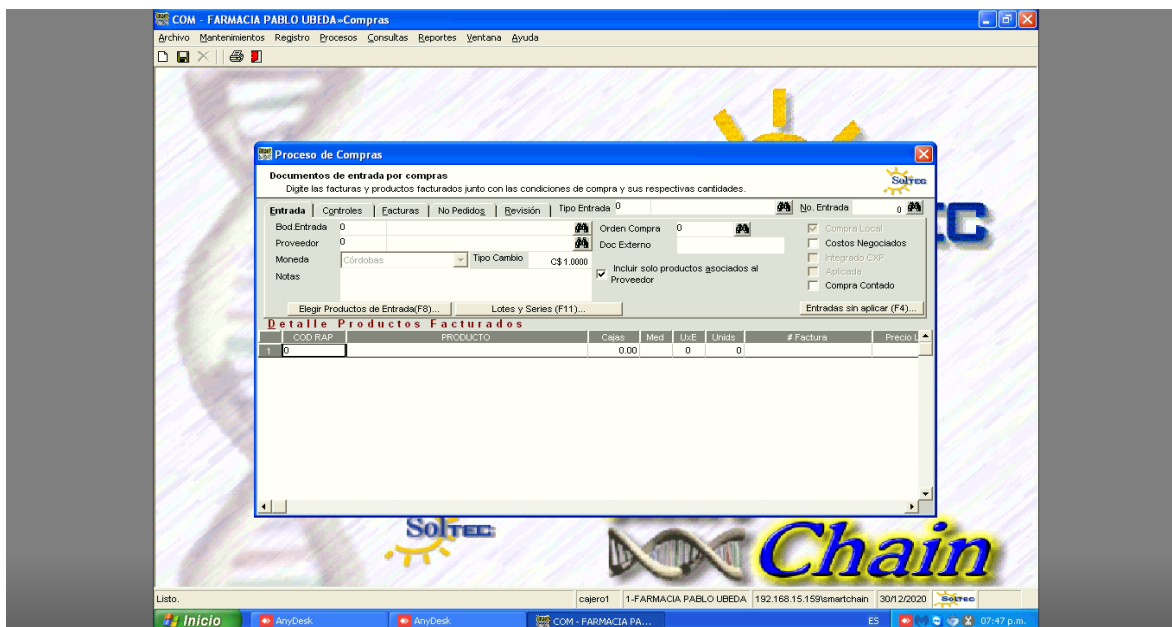 COM - FARMACIA PABLO UBEDA»Compras
Archivo Mantenimientos Registro Procesos Consultas Reportes Ventana Ayuda
Proceso de Compras
Documentos de entrada por compras
Digite las facturas y productos facturados junto con las condiciones de compra y sus respectivas cantidades.
SOLTEC
Entrada Controles Facturas No Pedidos Revisión Tipo Entrada 0 No. Entrada 0
Bod.Entrada 0 Orden Compra 0 Compra Local
Proveedor 0 Doc Externo Costos Negociados
Moneda Córdobas Tipo Cambio C$ 1.0000 Integrado CXP
Notas Incluir solo productos asociados al Proveedor Aplicada
Compra Contado
Elegir Productos de Entrada(F8)... Lotes y Series (F11)... Entradas sin aplicar (F4)...
Detalle Productos Facturados
COD RAP PRODUCTO Cajas Med UxE Unids # Factura Precio
1 0 0.00 0 0
SOLTEC
Chain
Listo. cajero1 1-FARMACIA PABLO UBEDA 192.168.15.159\smartchain 30/12/2020 SOLTEC
Inicio AnyDesk AnyDesk COM - FARMACIA PA... ES 07:47 p.m.